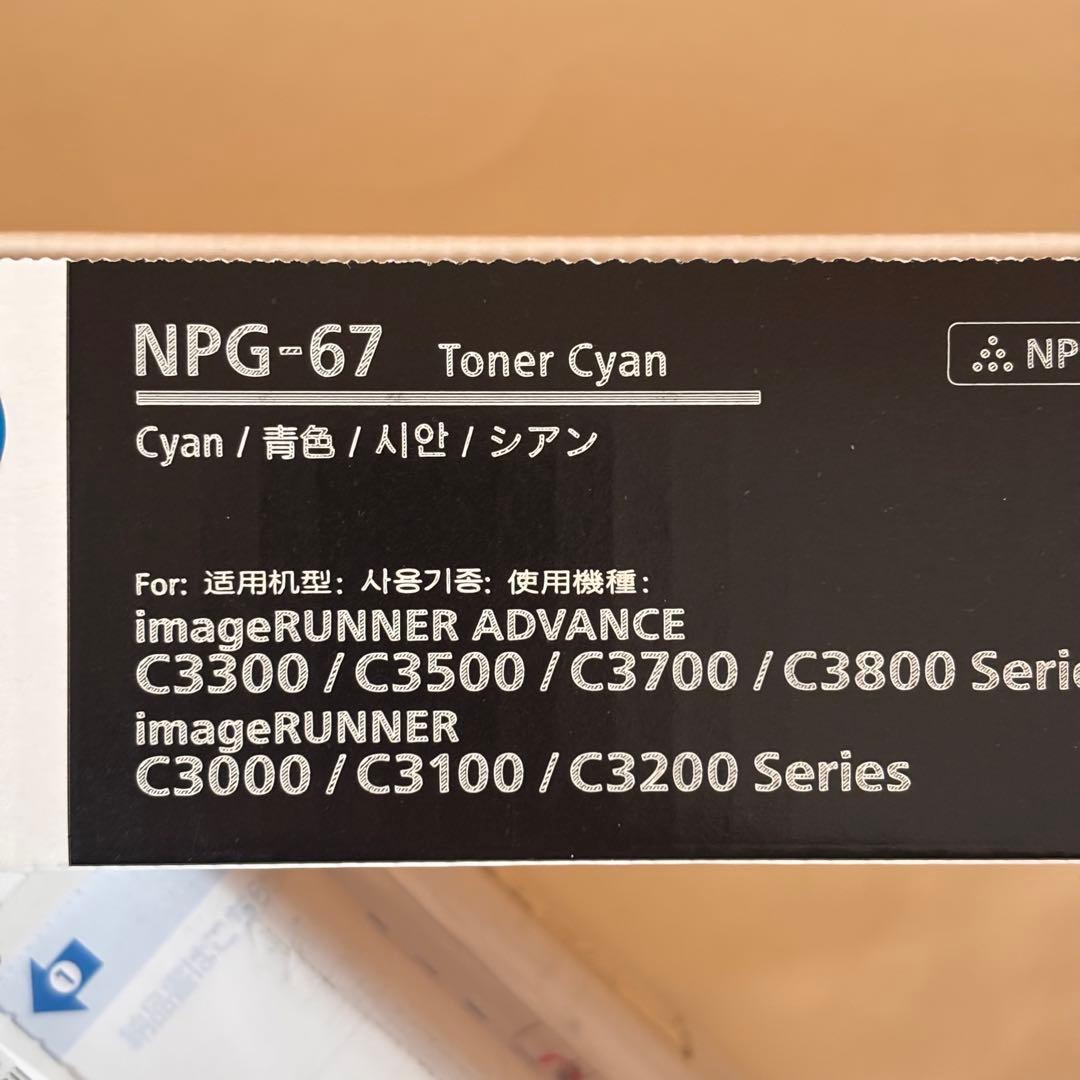 NPG-67 Toner Cyan
Cyan / 青色 / 시안 / シアン
For: 适用机型: 사용기종: 使用機種:
imageRUNNER ADVANCE
C3300 / C3500 / C3700 / C3800
imageRUNNER
C3000 / C3100 / C3200 Series
1